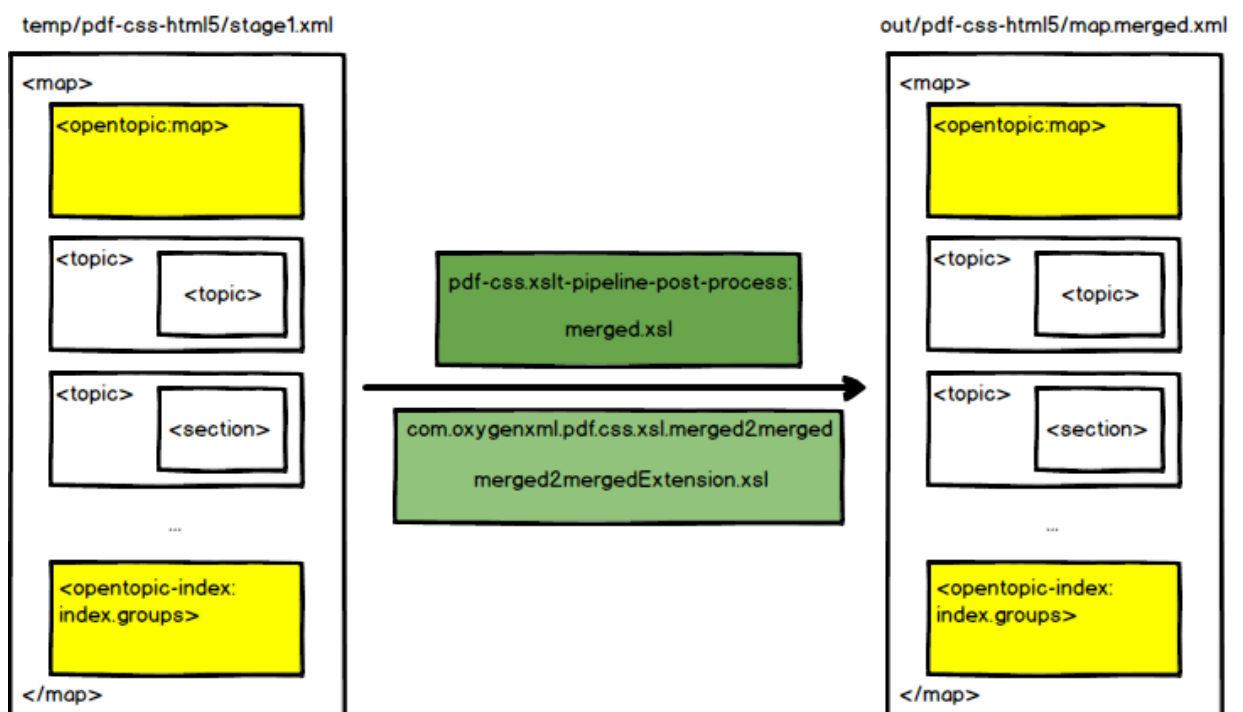 temp/pdf-css-html5/stage1.xml
<map>
<opentopic:map>
<topic>
<topic>
<topic>
<section>
...
<opentopic-index:
index.groups>
</map>
pdf-css.xslt-pipeline-post-process:
merged.xsl
com.oxygenxml.pdf.css.xsl.merged2merged
merged2mergedExtension.xsl
out/pdf-css-html5/map.merged.xml
<map>
<opentopic:map>
<topic>
<topic>
<topic>
<section>
...
<opentopic-index:
index.groups>
</map>